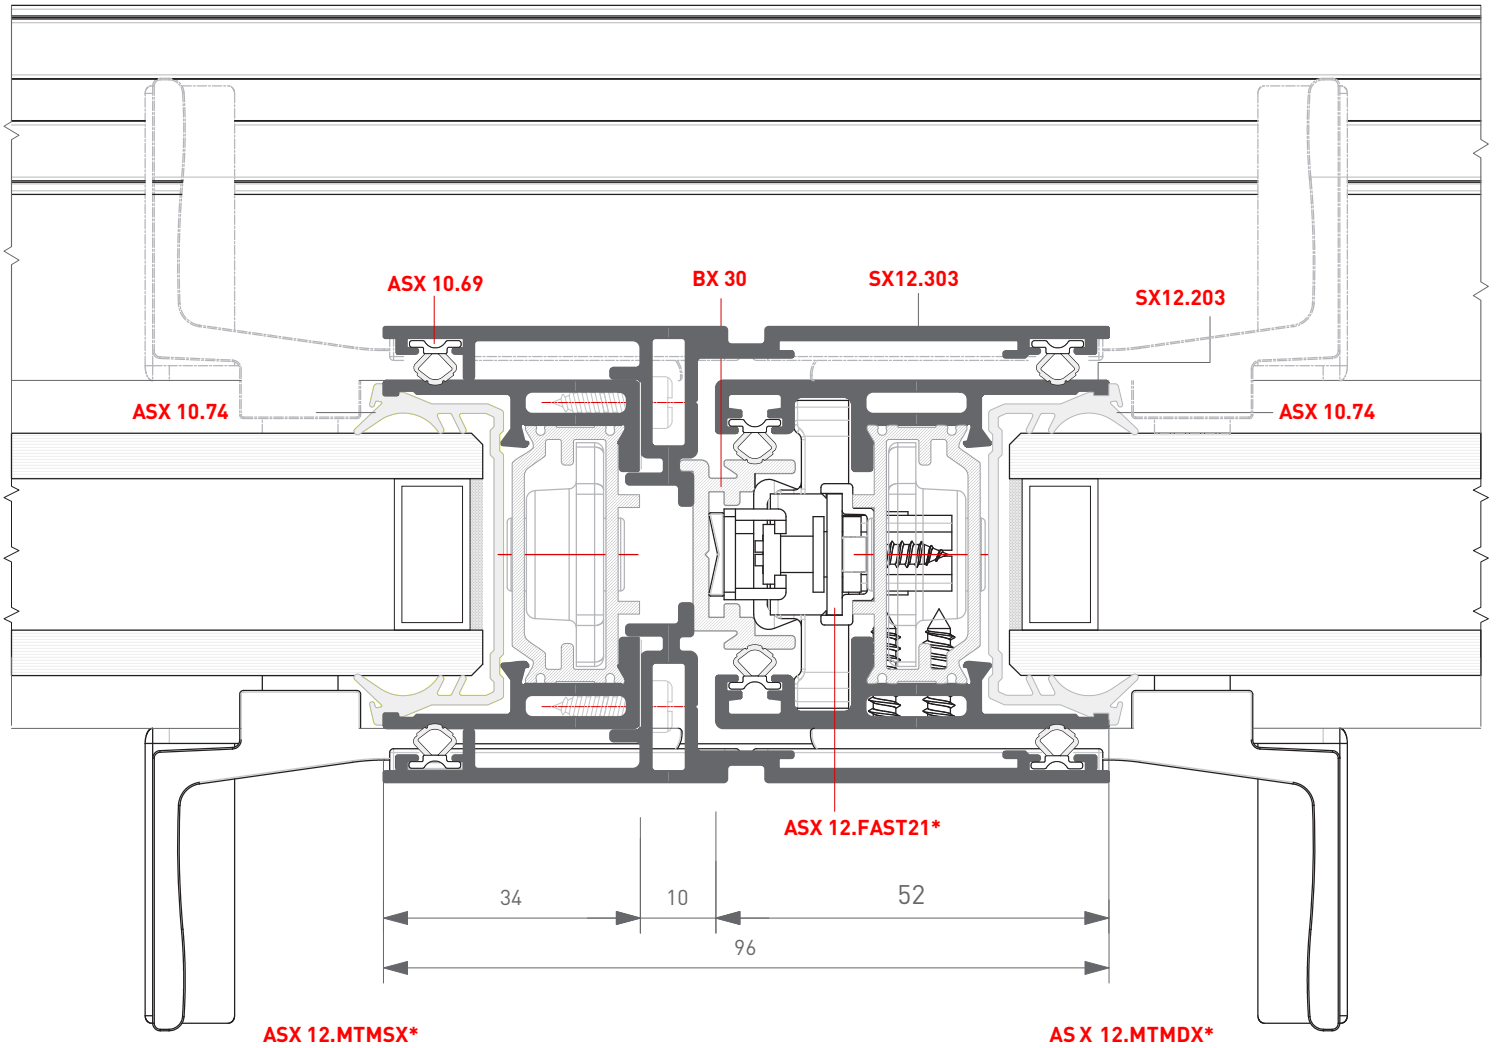 ASX 10.69
BX 30
SX12.303
SX12.203
ASX 10.74
ASX 10.74
ASX 12.FAST21*
34
10
52
96
ASX 12.MTMSX*
AS X 12.MTMDX*